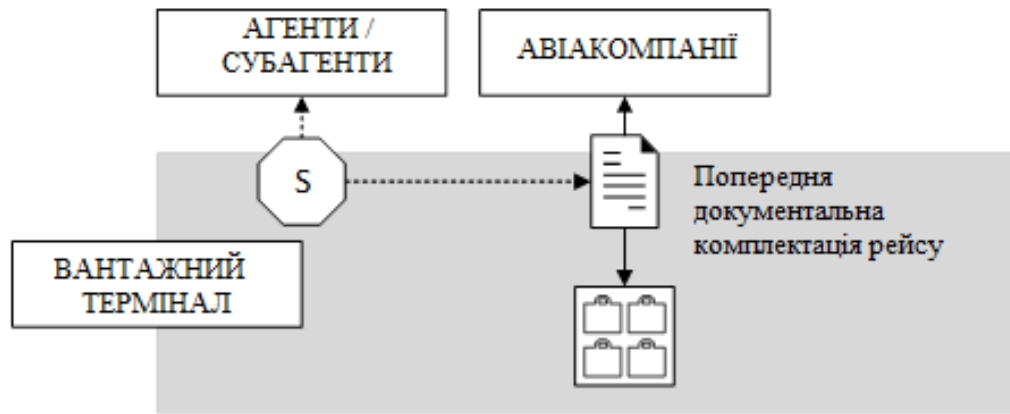 АГЕНТИ /
СУБАГЕНТИ
АВІАКОМПАНІЇ
S
Попередня
документальна
комплектація рейсу
ВАНТАЖНИЙ
ТЕРМІНАЛ